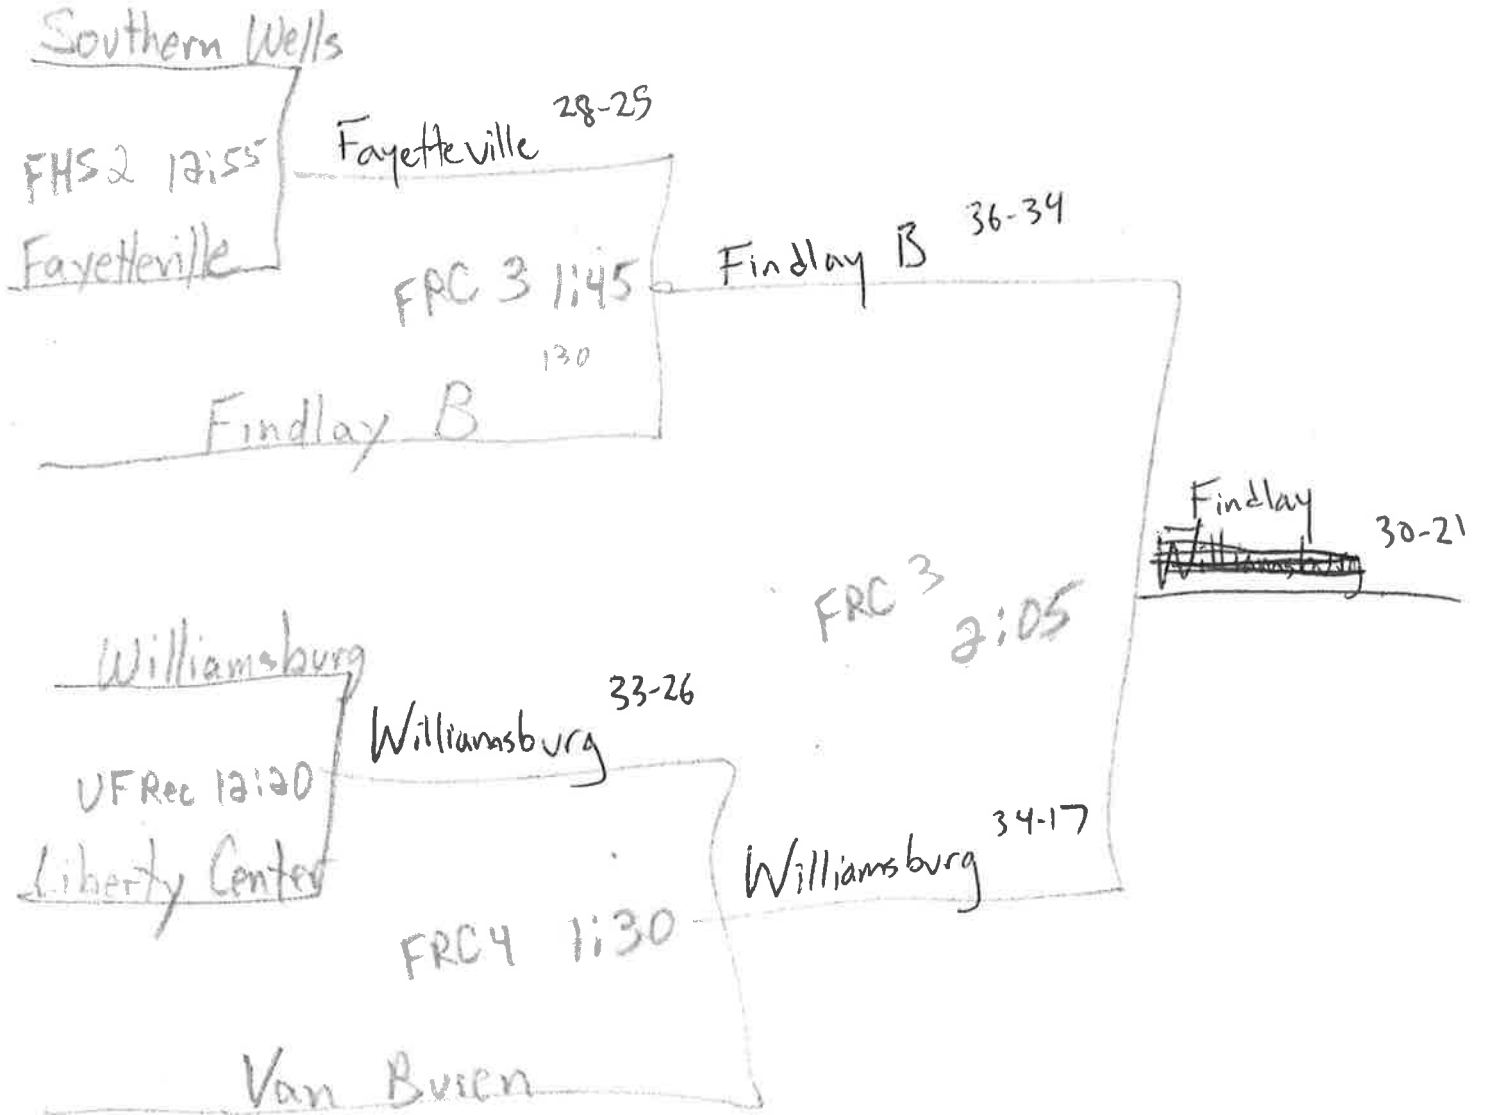 Southern Wells
Fayetteville 28-25
FHS 2 12:55
Fayetteville
Findlay B 36-34
FRC 3 1:45
130
Findlay B
Findlay
30-21
FRC 3
2:05
Williamsburg
Williamsburg 33-26
UF Rec 12:20
Liberty Center
Williamsburg 34-17
FRC 4 1:30
Van Buren